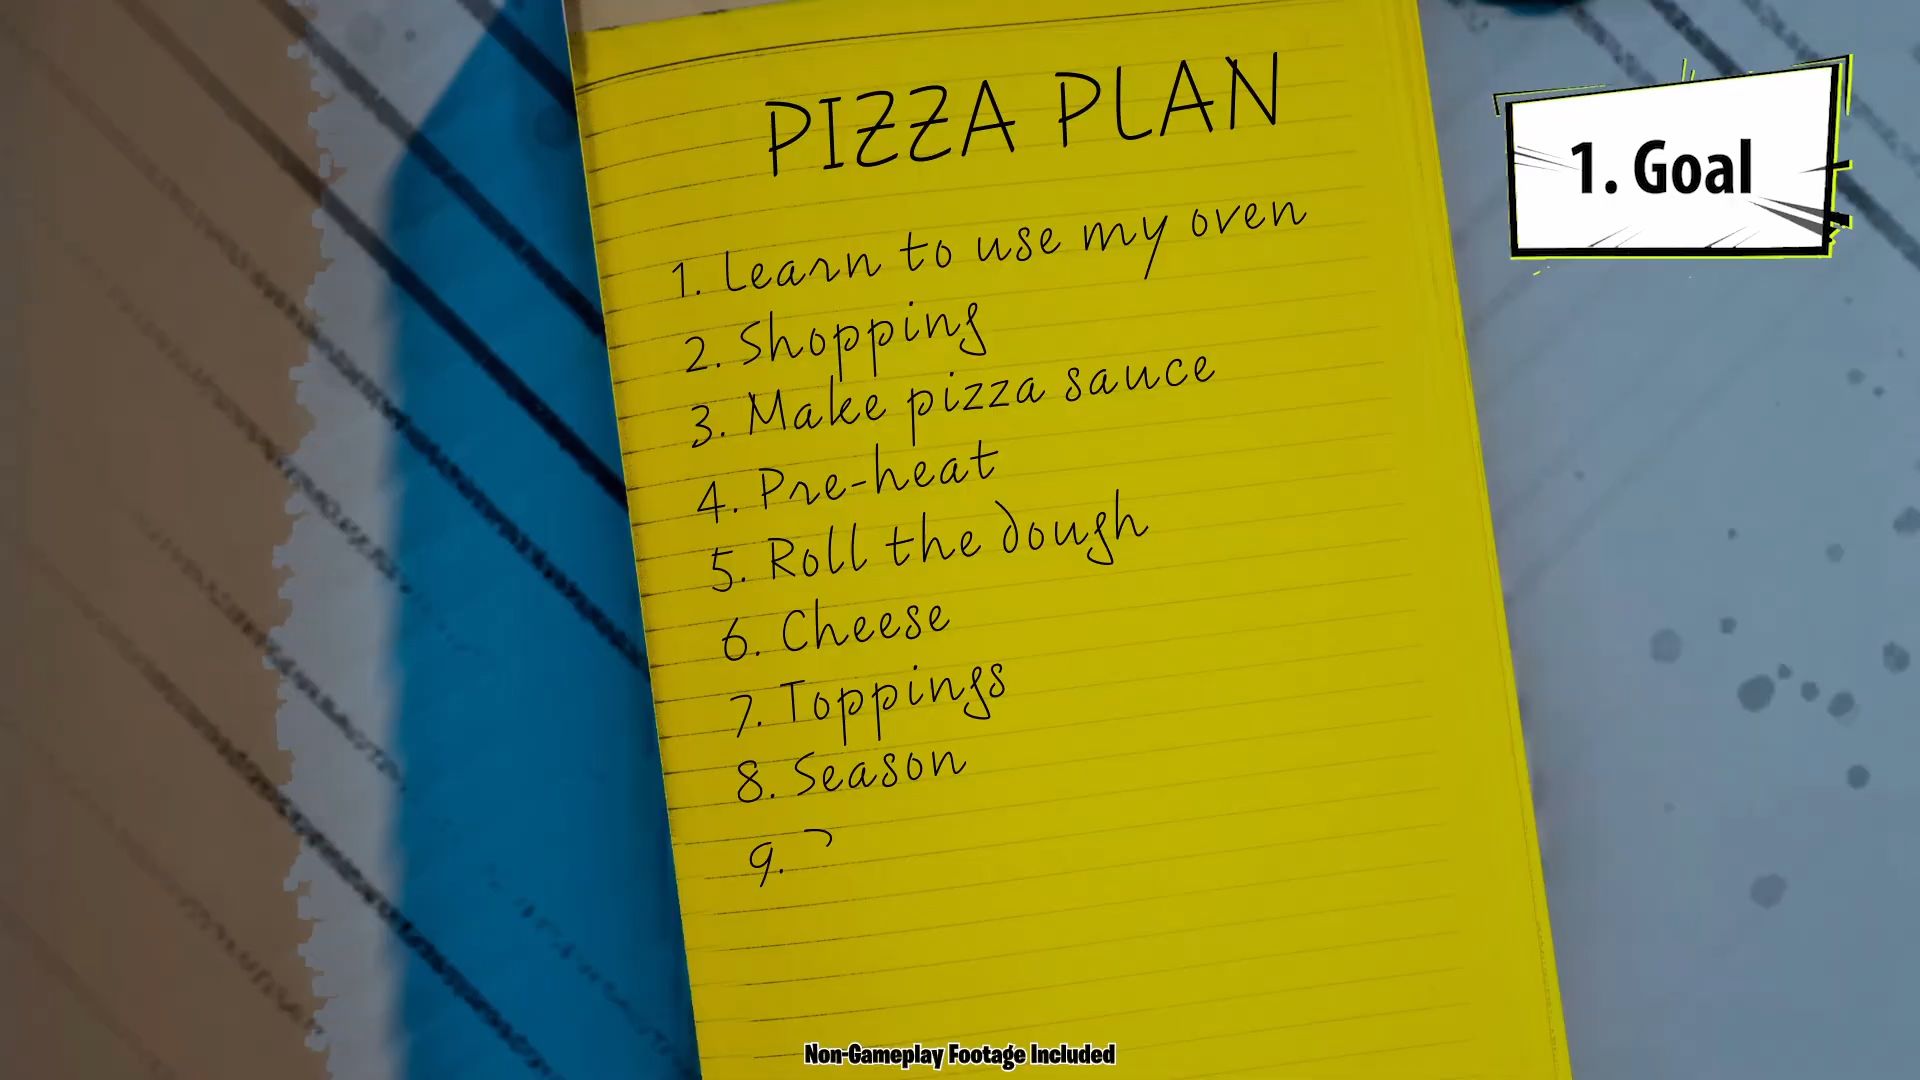 PIZZA PLAN
1. Goal
1. Learn to use my oven
2. Shopping
3. Make pizza sauce
4. Pre-heat
5. Roll the dough
6. Cheese
7. Toppings
8. Season
9.
Non-Gameplay Footage Included